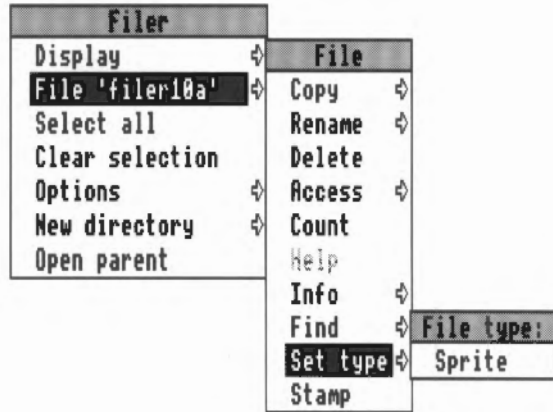 Filer
Display
File 'filer10a'
Select all
Clear selection
Options
New directory
Open parent
File
Copy
Rename
Delete
Access
Count
Help
Info
Find
Set type
Stamp
File type:
Sprite